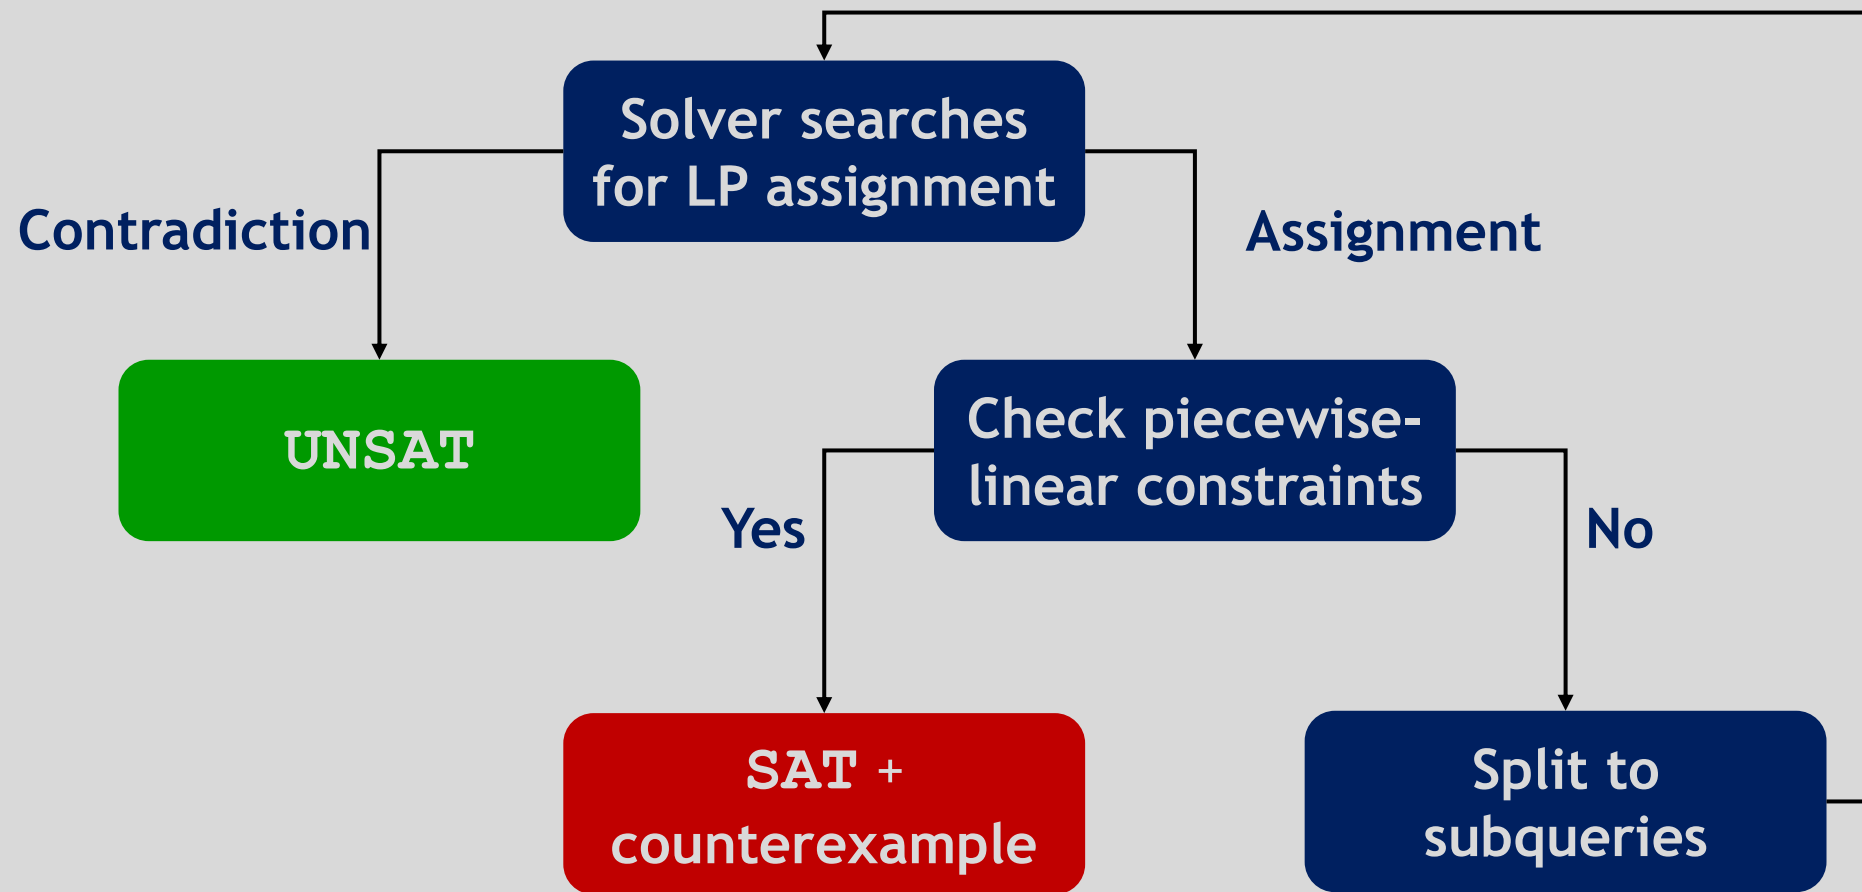 Solver searches
for LP assignment
Contradiction
Assignment
UNSAT
Check piecewise-
linear constraints
Yes
No
SAT +
counterexample
Split to
subqueries